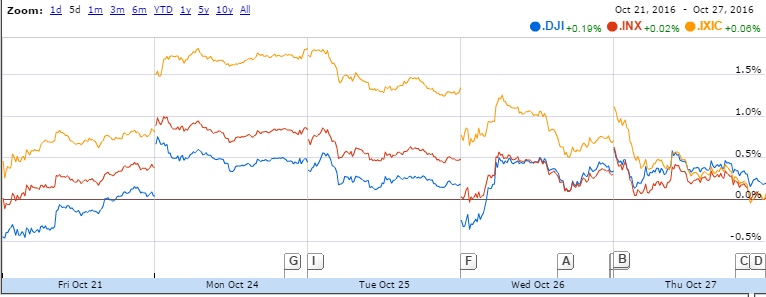 Zoom: 1d 5d 1m 3m 6m YTD 1y 5y 10y All
Oct 21, 2016 - Oct 27, 2016
.DJI +0.19% .INX +0.02% .IXIC +0.06%
1.5%
1.0%
0.5%
0.0%
-0.5%
G I F A B C D
Fri Oct 21 Mon Oct 24 Tue Oct 25 Wed Oct 26 Thu Oct 27